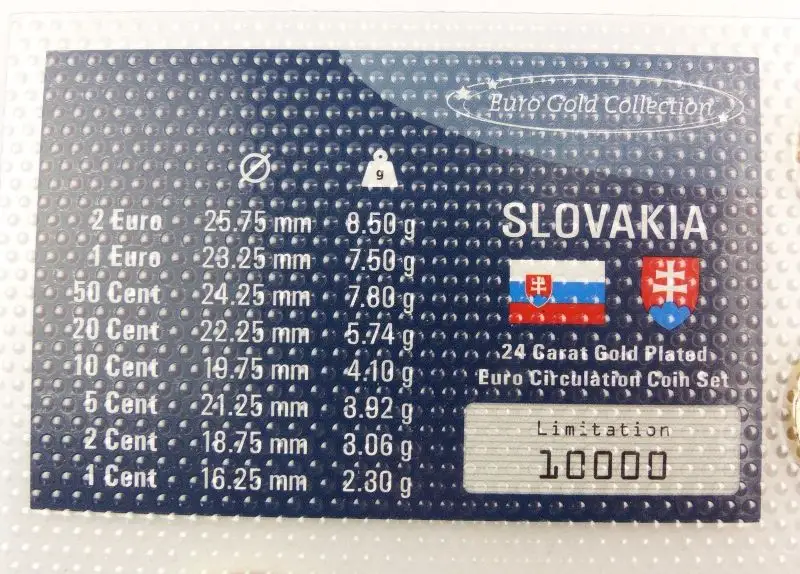 Euro Gold Collection
g
2 Euro 25.75 mm 8.50 g
1 Euro 23.25 mm 7.50 g
50 Cent 24.25 mm 7.80 g
20 Cent 22.25 mm 5.74 g
10 Cent 19.75 mm 4.10 g
5 Cent 21.25 mm 3.92 g
2 Cent 18.75 mm 3.06 g
1 Cent 16.25 mm 2.30 g
SLOVAKIA
24 Carat Gold Plated
Euro Circulation Coin Set
Limitation
10000